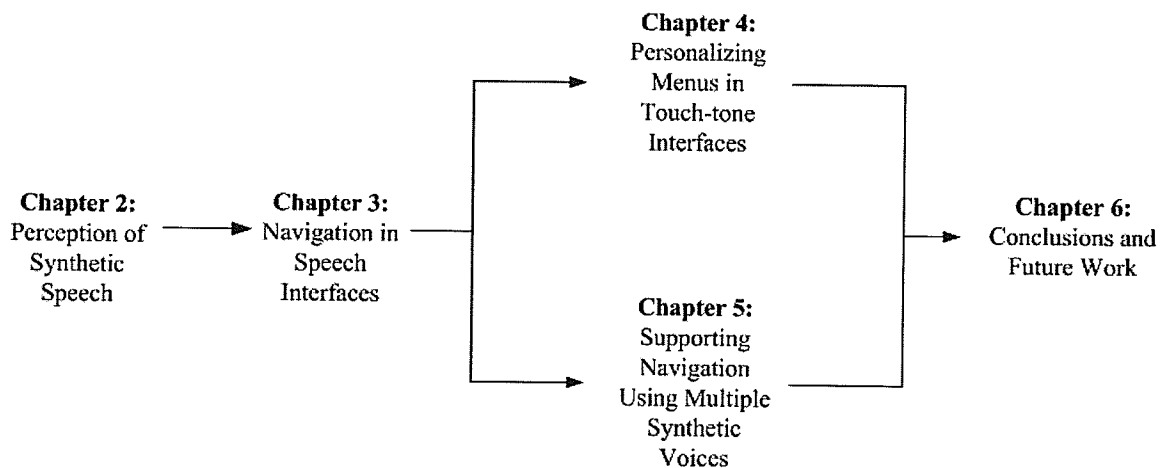 Chapter 2:
Perception of
Synthetic
Speech
Chapter 3:
Navigation in
Speech
Interfaces
Chapter 4:
Personalizing
Menus in
Touch-tone
Interfaces
Chapter 5:
Supporting
Navigation
Using Multiple
Synthetic
Voices
Chapter 6:
Conclusions and
Future Work